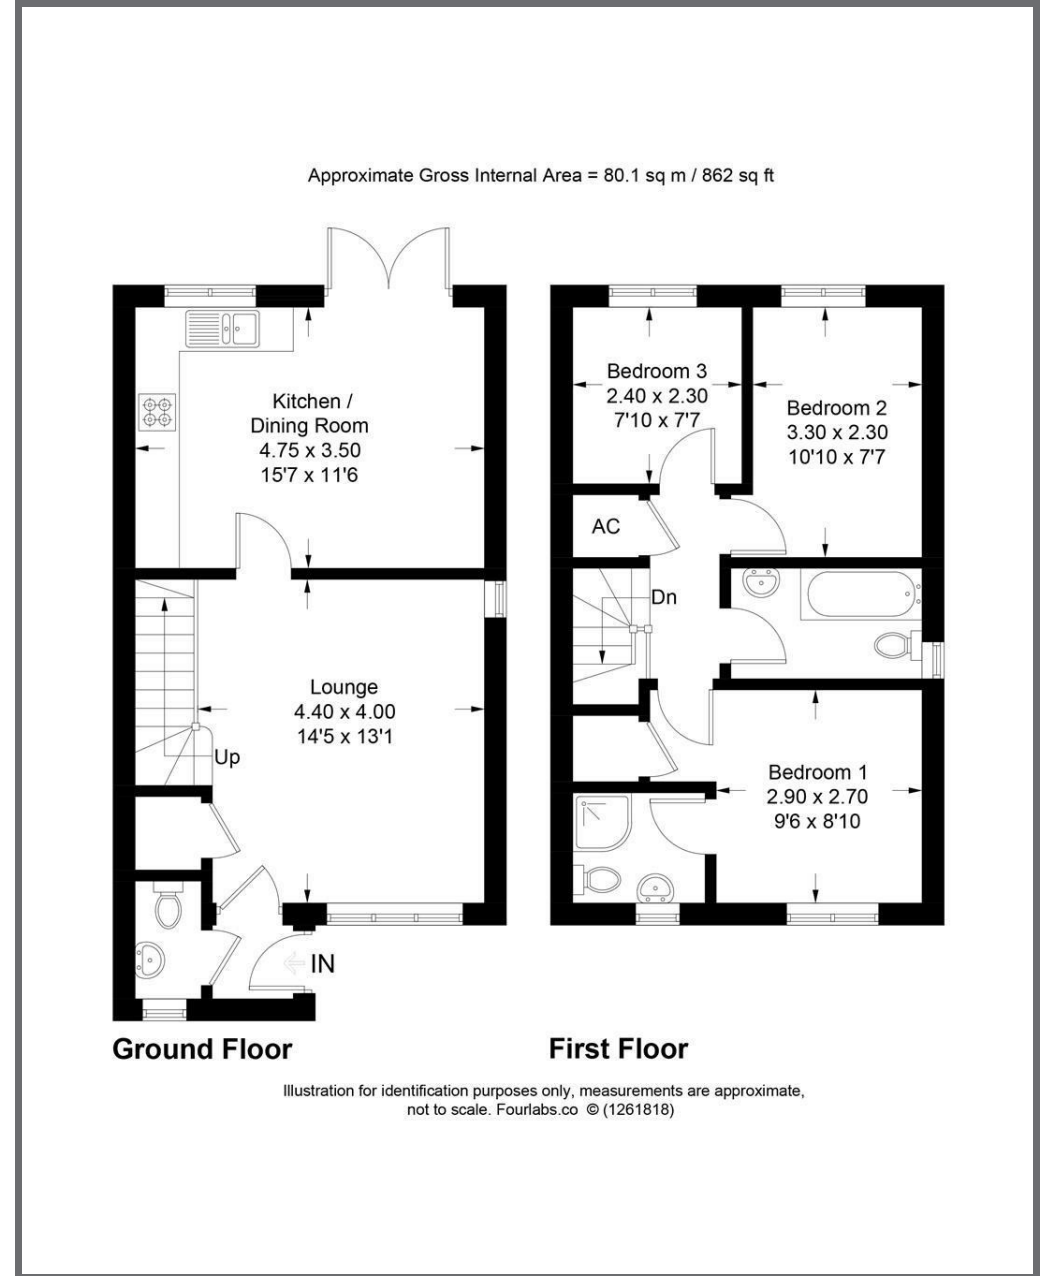 Approximate Gross Internal Area = 80.1 sq m / 862 sq ft
Kitchen /
Dining Room
4.75 x 3.50
15'7 x 11'6
Lounge
4.40 x 4.00
14'5 x 13'1
Up
IN
Ground Floor
Bedroom 3
2.40 x 2.30
7'10 x 7'7
Bedroom 2
3.30 x 2.30
10'10 x 7'7
AC
Dn
Bedroom 1
2.90 x 2.70
9'6 x 8'10
First Floor
Illustration for identification purposes only, measurements are approximate,
not to scale. Fourlabs.co © (1261818)